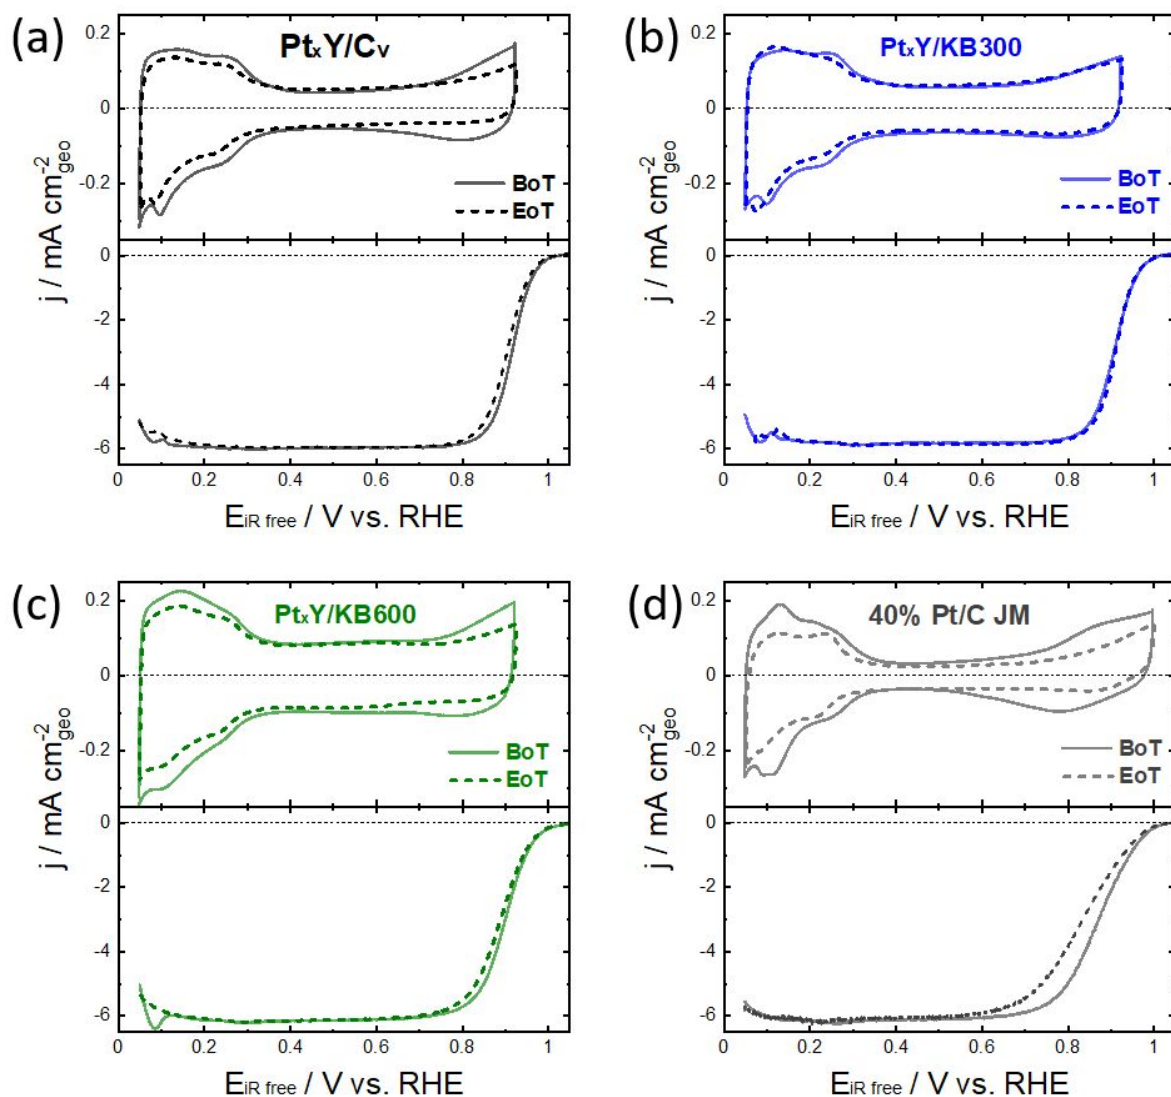 (a)
PtₓY/Cᵥ
0.2
0
-0.2
BoT
EoT
j / mA cm⁻²geo
0
-2
-4
-6
0 0.2 0.4 0.6 0.8 1
EiR free / V vs. RHE
(b)
PtₓY/KB300
0.2
0
-0.2
BoT
EoT
j / mA cm⁻²geo
0
-2
-4
-6
0 0.2 0.4 0.6 0.8 1
EiR free / V vs. RHE
(c)
PtₓY/KB600
0.2
0
-0.2
BoT
EoT
j / mA cm⁻²geo
0
-2
-4
-6
0 0.2 0.4 0.6 0.8 1
EiR free / V vs. RHE
(d)
40% Pt/C JM
0.2
0
-0.2
BoT
EoT
j / mA cm⁻²geo
0
-2
-4
-6
0 0.2 0.4 0.6 0.8 1
EiR free / V vs. RHE